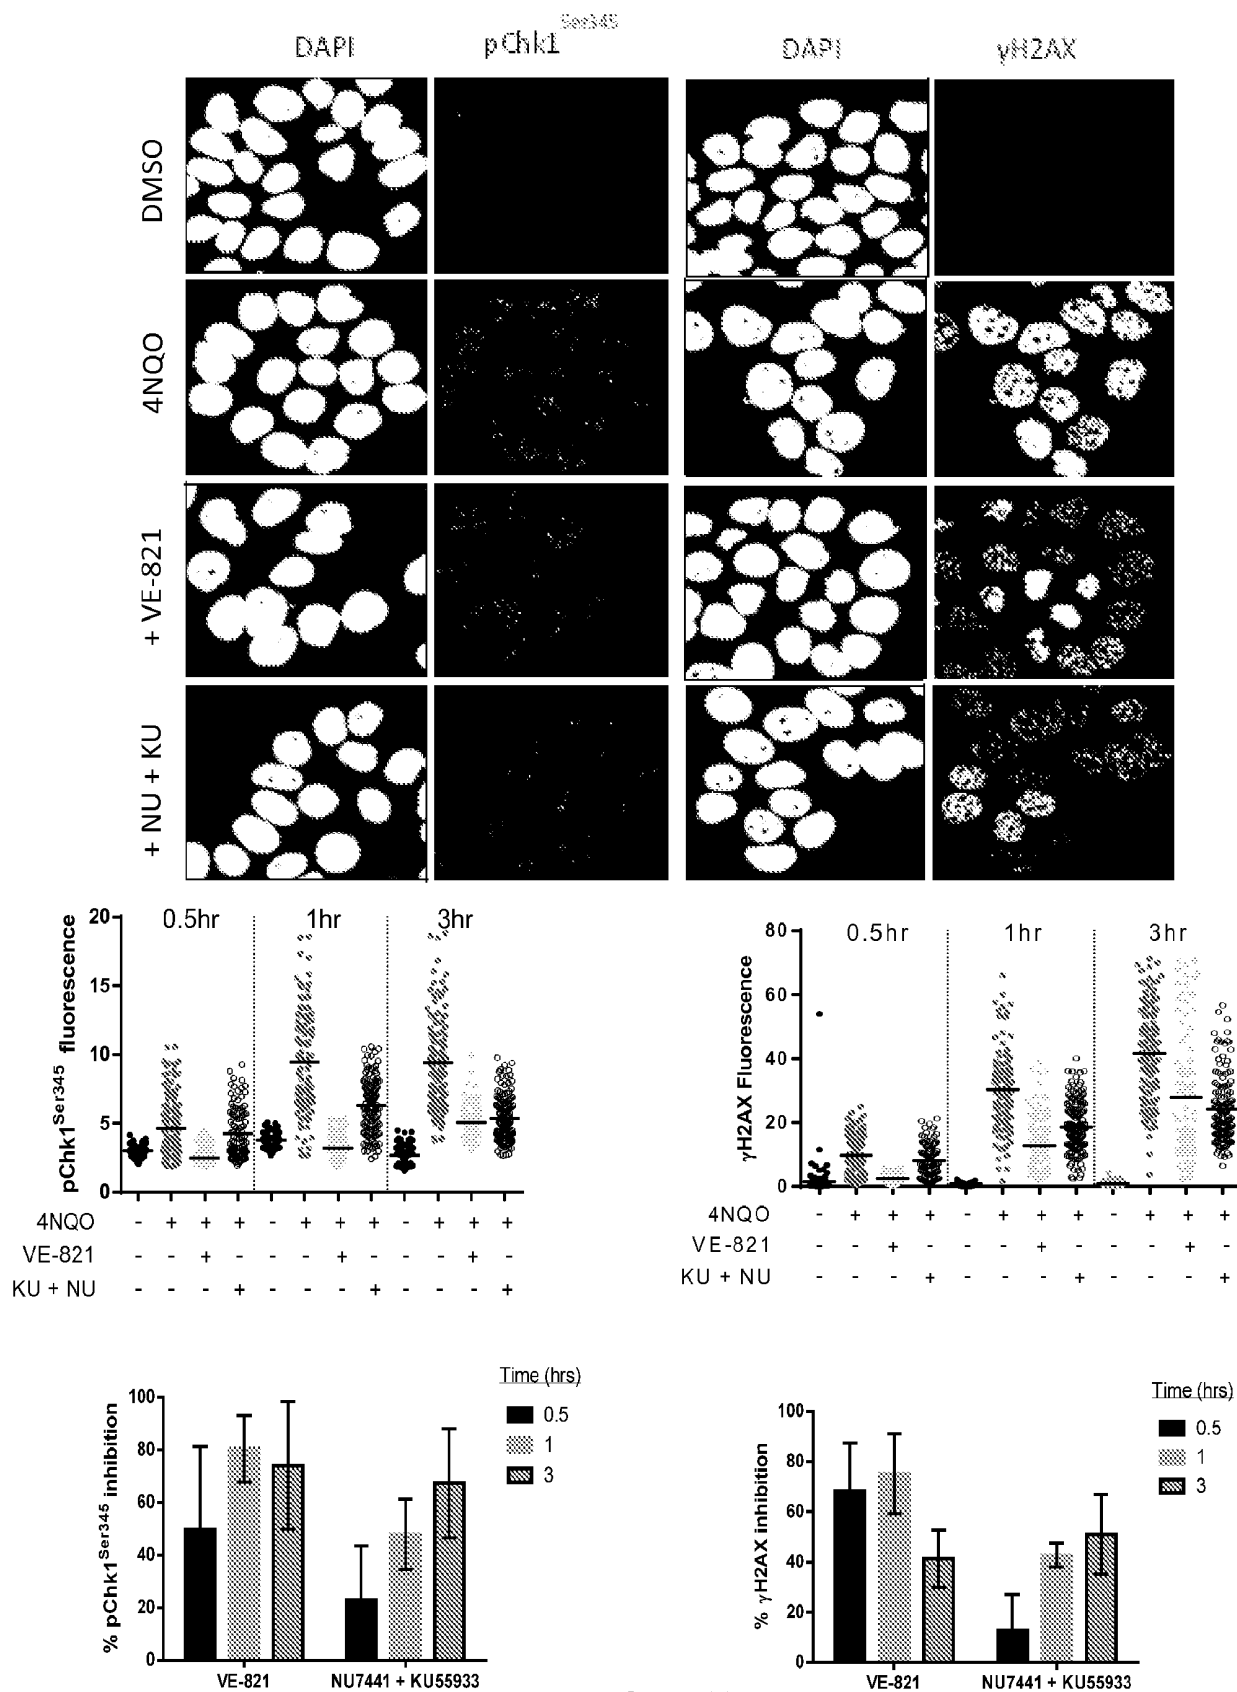 DAPI pChk1 Ser345 DAPI γH2AX
DMSO
4NQO
+ VE-821
+ NU + KU
pChk1 Ser345 fluorescence
20
15
10
5
0
0.5hr 1hr 3hr
4NQO - + + + - + + + - + + +
VE-821 - - + - - - + - - - + -
KU + NU - - - + - - - + - - - +
γH2AX Fluorescence
80
60
40
20
0
0.5hr 1hr 3hr
4NQO - + + + - + + + - + + +
VE-821 - - + - - - + - - - + -
KU + NU - - - + - - - + - - - +
% pChk1 Ser345 inhibition
100
80
60
40
20
0
VE-821 NU7441 + KU55933
Time (hrs)
0.5
1
3
% γH2AX inhibition
100
80
60
40
20
0
VE-821 NU7441 + KU55933
Time (hrs)
0.5
1
3